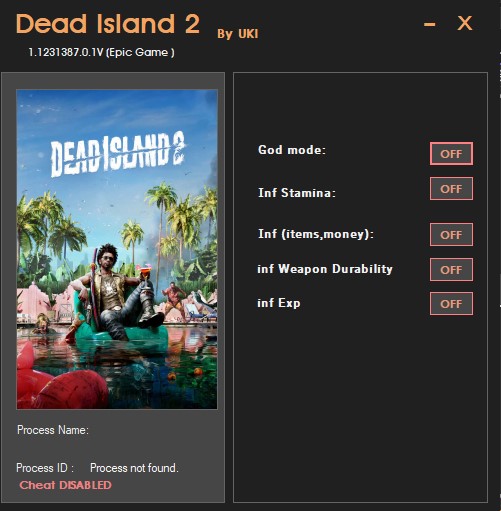 Dead Island 2 By UKI
– X
1.1231387.0.1V (Epic Game )
DEAD ISLAND 2
God mode: OFF
Inf Stamina: OFF
Inf (items,money): OFF
inf Weapon Durability OFF
inf Exp OFF
Process Name:
Process ID : Process not found.
Cheat DISABLED